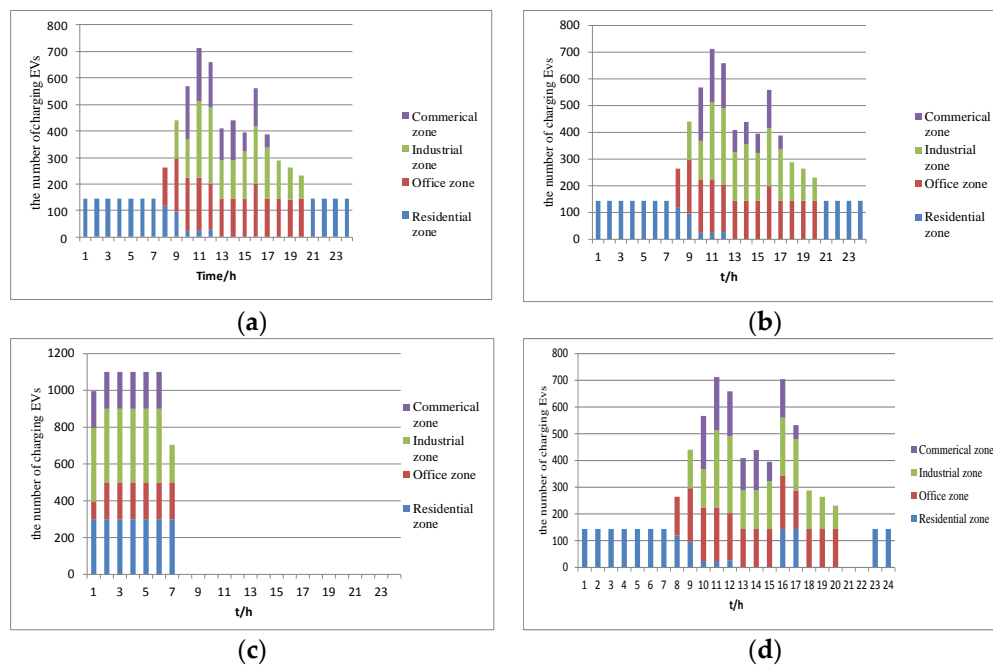 the number ofcharging EVs
800
700
600
500
400
300
200
100
0
1 3 5 7 9 11 13 15 17 19 21 23
Time/h
Commerical
zone
Industrial
zone
Office zone
Residential
zone
(a)
the number of charging Evs
800
700
600
500
400
300
200
100
0
1 3 5 7 9 11 13 15 17 19 21 23
t/h
Commerical
zone
Industrial
zone
Office zone
Residential
zone
(b)
the number of charging EVs
1200
1000
800
600
400
200
0
1 3 5 7 9 11 13 15 17 19 21 23
t/h
Commerical
zone
Industrial
zone
Office zone
Residential
zone
(c)
the number of charging Evs
800
700
600
500
400
300
200
100
0
1 2 3 4 5 6 7 8 9 10 11 12 13 14 15 16 17 18 19 20 21 22 23 24
t/h
Commerical zone
Industrial zone
Office zone
Residential zone
(d)